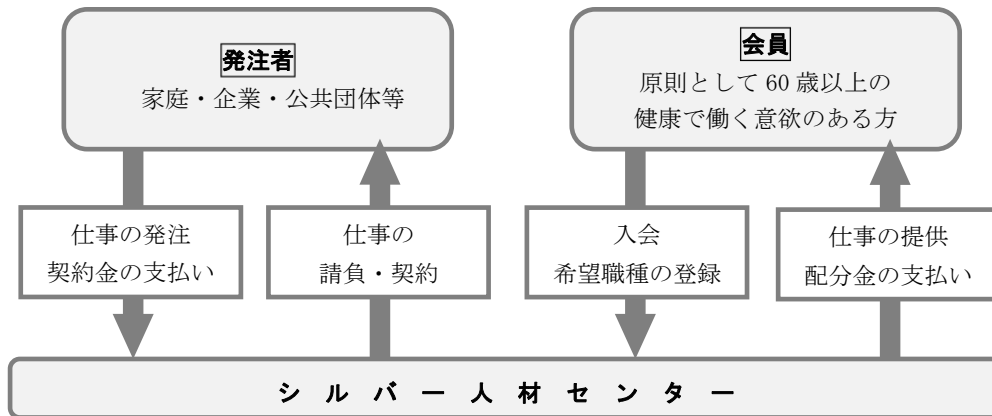 発注者
家庭・企業・公共団体等
会員
原則として 60 歳以上の
健康で働く意欲のある方
仕事の発注
契約金の支払い
仕事の
請負・契約
入会
希望職種の登録
仕事の提供
配分金の支払い
シルバー人材センター